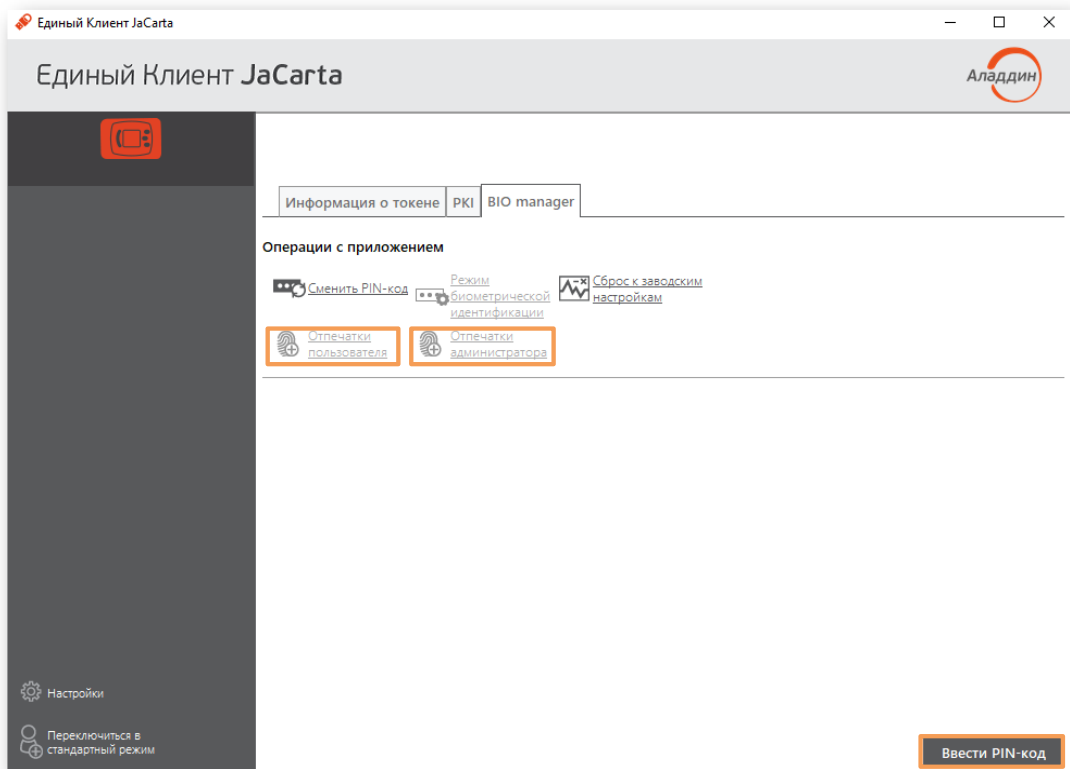 Единый Клиент JaCarta
Единый Клиент JaCarta
Аладдин
Информация о токене
PKI
BIO manager
Операции с приложением
Сменить PIN-код
Режим
биометрической
идентификации
Сброс к заводским
настройкам
Отпечатки
пользователя
Отпечатки
администратора
Настройки
Переключиться в
стандартный режим
Ввести PIN-код